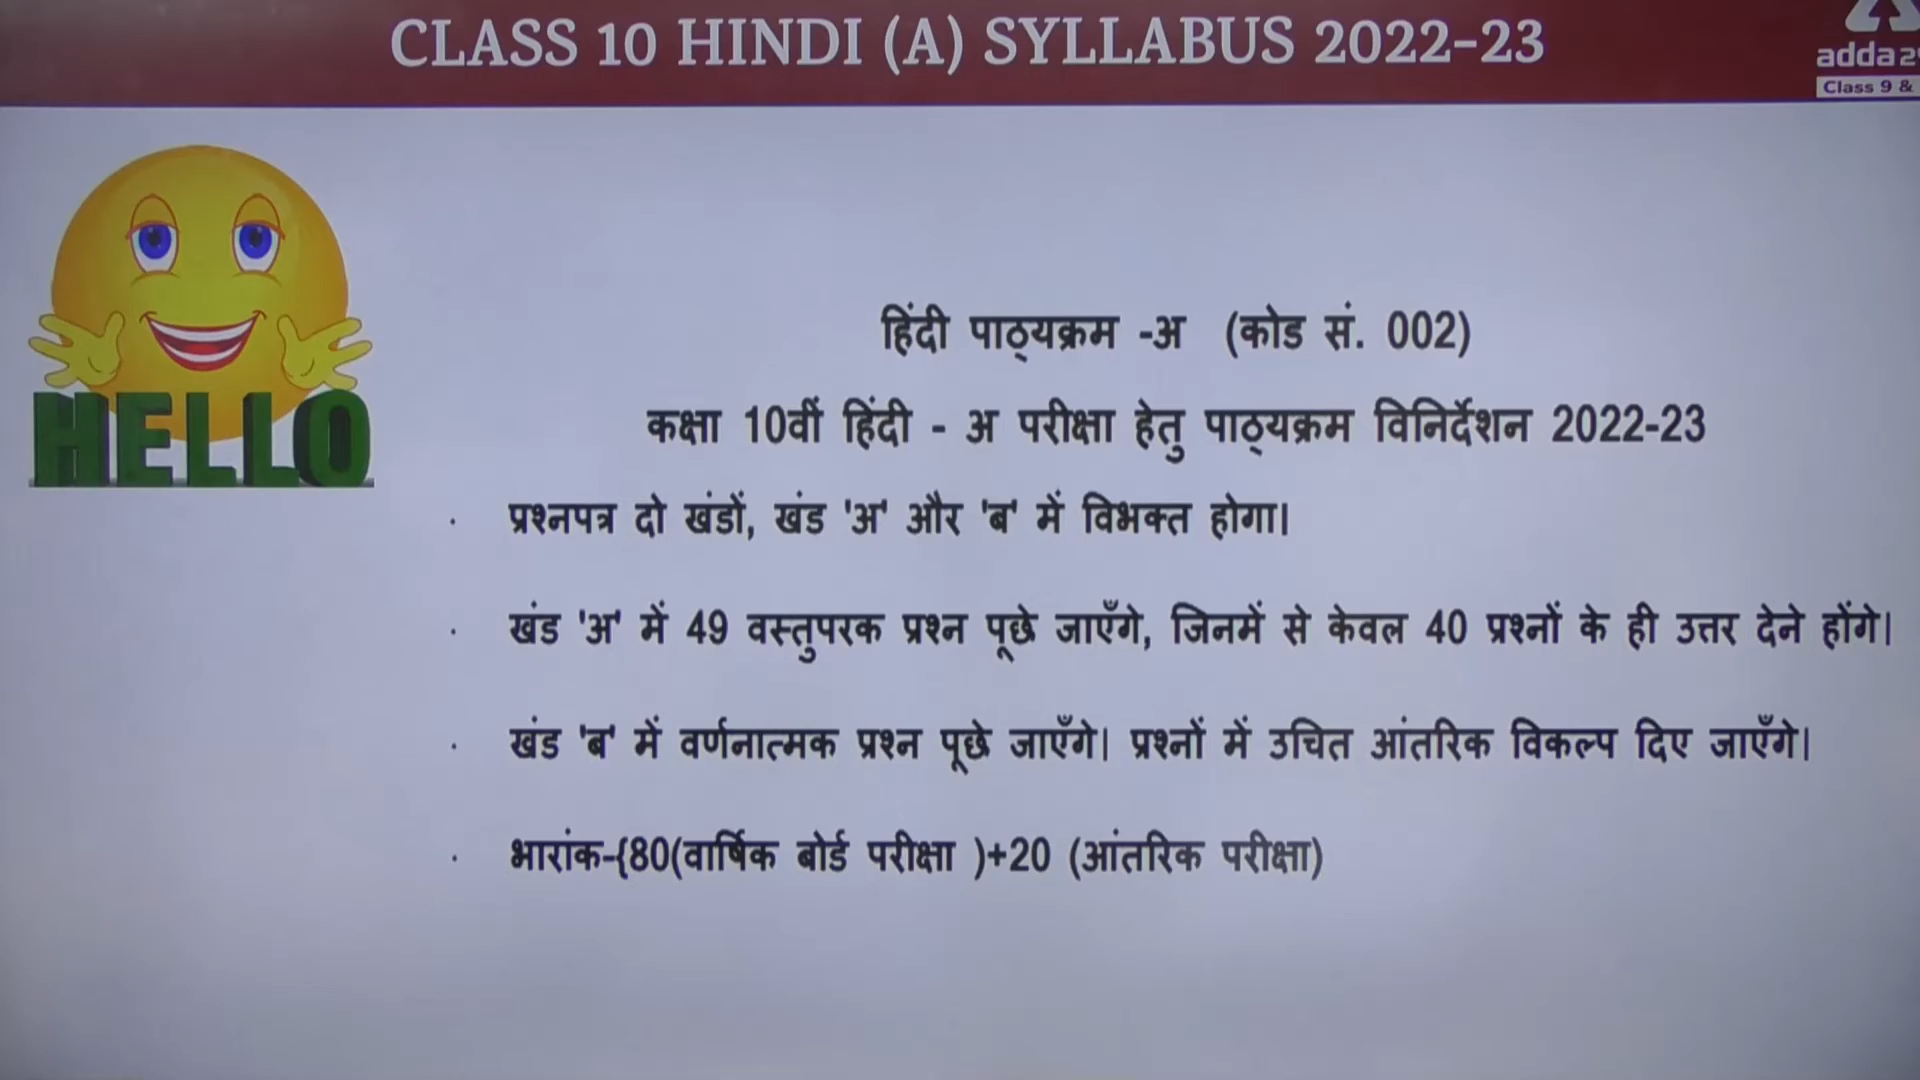 CLASS 10 HINDI (A) SYLLABUS 2022-23
adda2
Class 9 &
HELLO
हिंदी पाठ्यक्रम -अ (कोड सं. 002)
कक्षा 10वीं हिंदी - अ परीक्षा हेतु पाठ्यक्रम विनिर्देशन 2022-23
· प्रश्नपत्र दो खंडों, खंड 'अ' और 'ब' में विभक्त होगा।
· खंड 'अ' में 49 वस्तुपरक प्रश्न पूछे जाएँगे, जिनमें से केवल 40 प्रश्नों के ही उत्तर देने होंगे।
· खंड 'ब' में वर्णनात्मक प्रश्न पूछे जाएँगे। प्रश्नों में उचित आंतरिक विकल्प दिए जाएँगे।
· भारांक-{80(वार्षिक बोर्ड परीक्षा )+20 (आंतरिक परीक्षा)